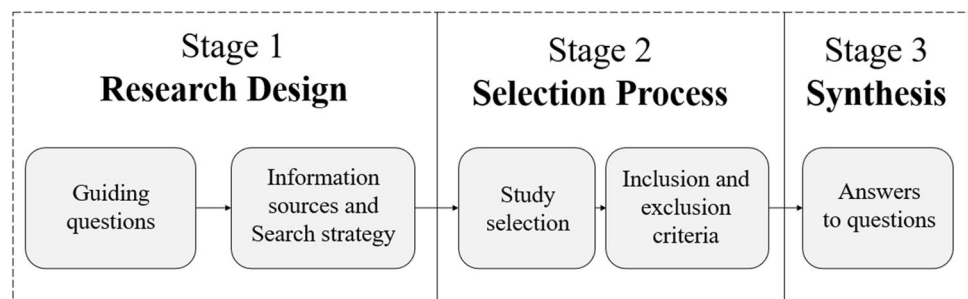 Stage 1
Research Design
Guiding
questions
Information
sources and
Search strategy
Stage 2
Selection Process
Study
selection
Inclusion and
exclusion
criteria
Stage 3
Synthesis
Answers
to questions